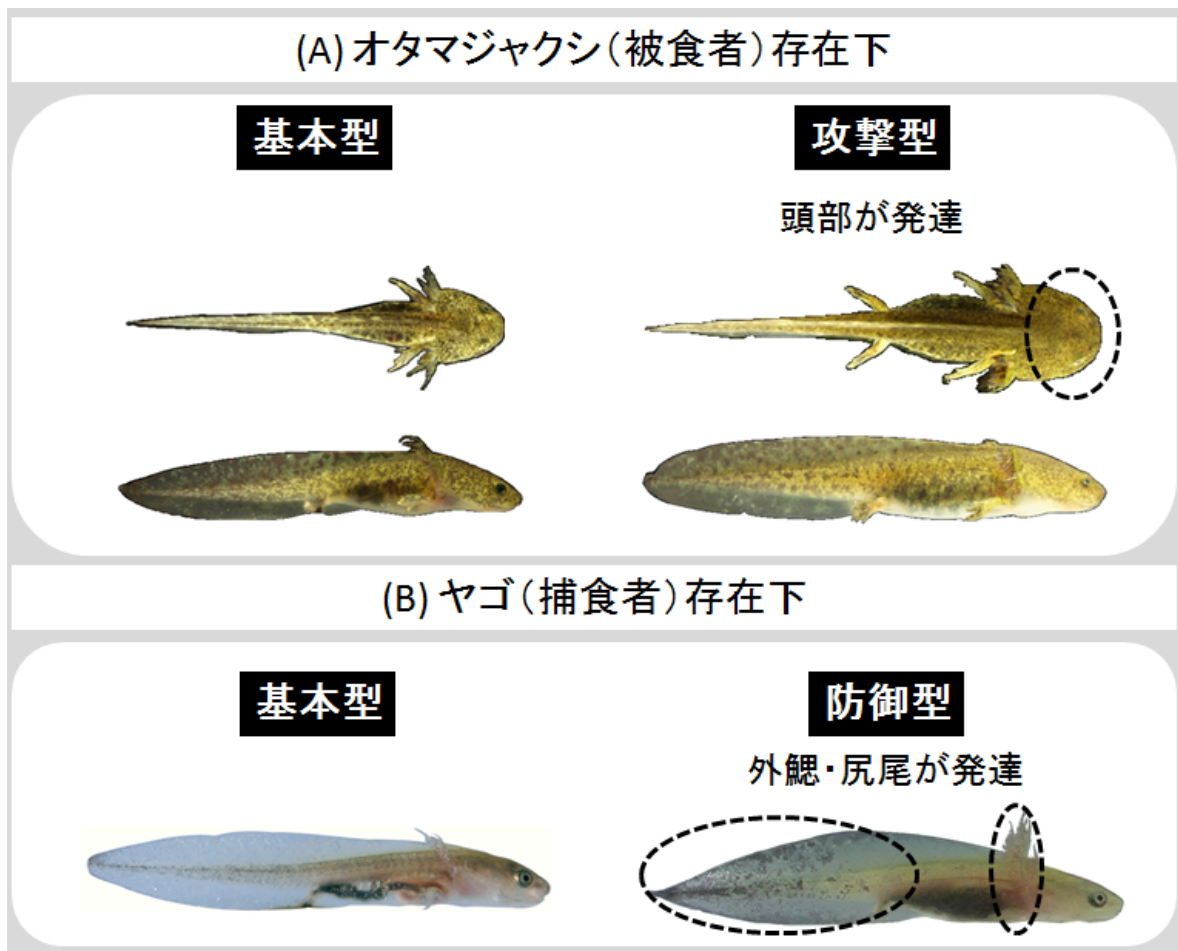 (A) オタマジャクシ(被食者)存在下
基本型
攻撃型
頭部が発達
(B) ヤゴ(捕食者)存在下
基本型
防御型
外鰓・尻尾が発達